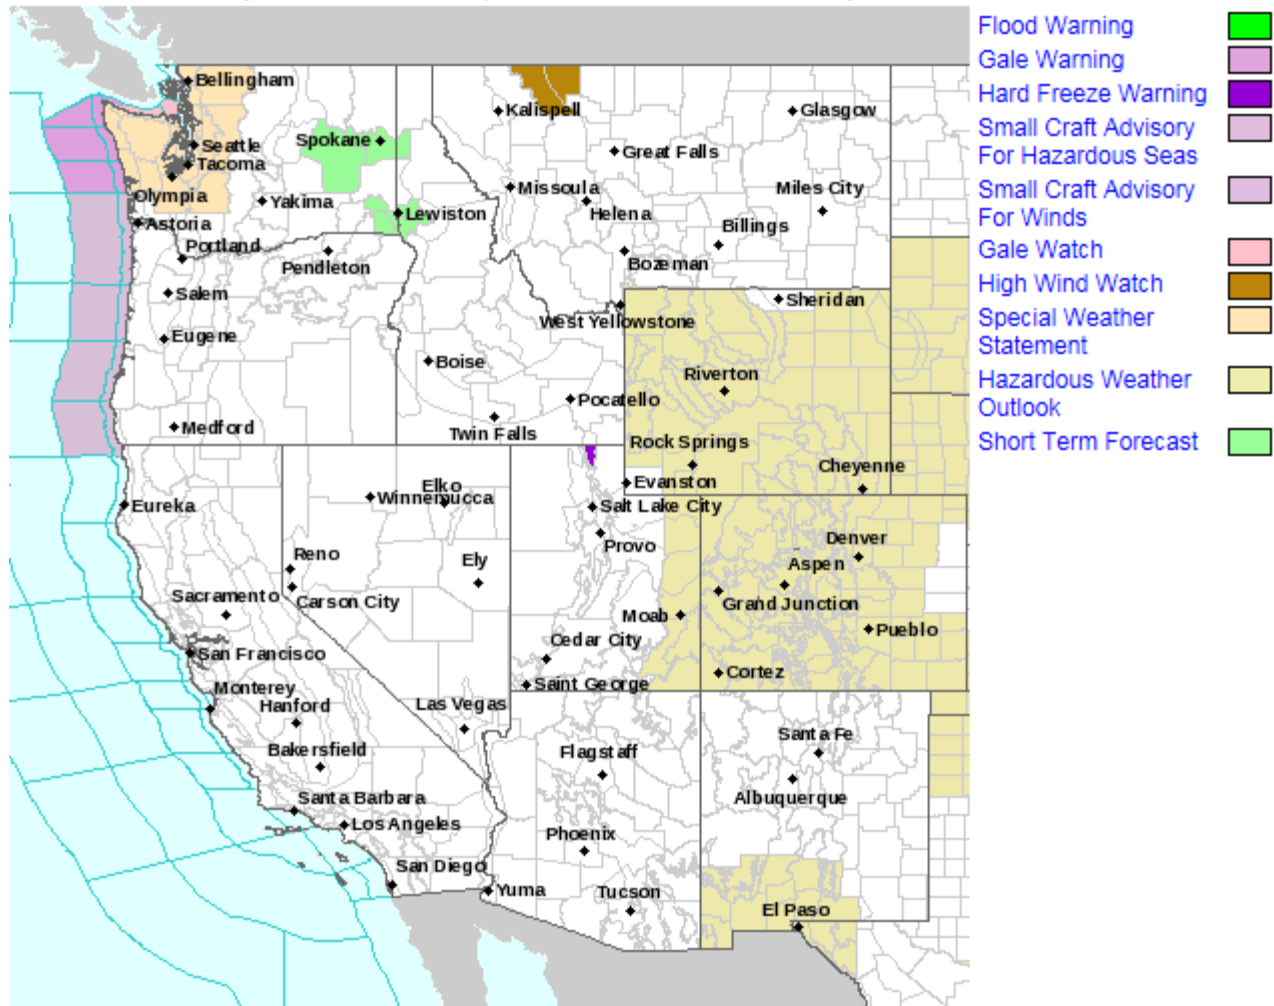 Flood Warning
Gale Warning
Hard Freeze Warning
Small Craft Advisory
For Hazardous Seas
Small Craft Advisory
For Winds
Gale Watch
High Wind Watch
Special Weather
Statement
Hazardous Weather
Outlook
Short Term Forecast
Bellingham
Kalispell
Glasgow
Spokane
Seattle
Great Falls
Tacoma
Missoula
Miles City
Olympia
Yakima
Helena
Lewiston
Astoria
Billings
Portland
Pendleton
Bozeman
Salem
Sheridan
West Yellowstone
Eugene
Boise
Riverton
Pocatello
Medford
Twin Falls
Rock Springs
Cheyenne
Elko
Evanston
Winnemucca
Eureka
Salt Lake City
Denver
Provo
Reno
Ely
Aspen
Sacramento
Carson City
Grand Junction
Moab
Pueblo
Cedar City
San Francisco
Cortez
Saint George
Monterey
Hanford
Las Vegas
Santa Fe
Bakersfield
Flagstaff
Santa Barbara
Albuquerque
Los Angeles
Phoenix
San Diego
Yuma
Tucson
El Paso